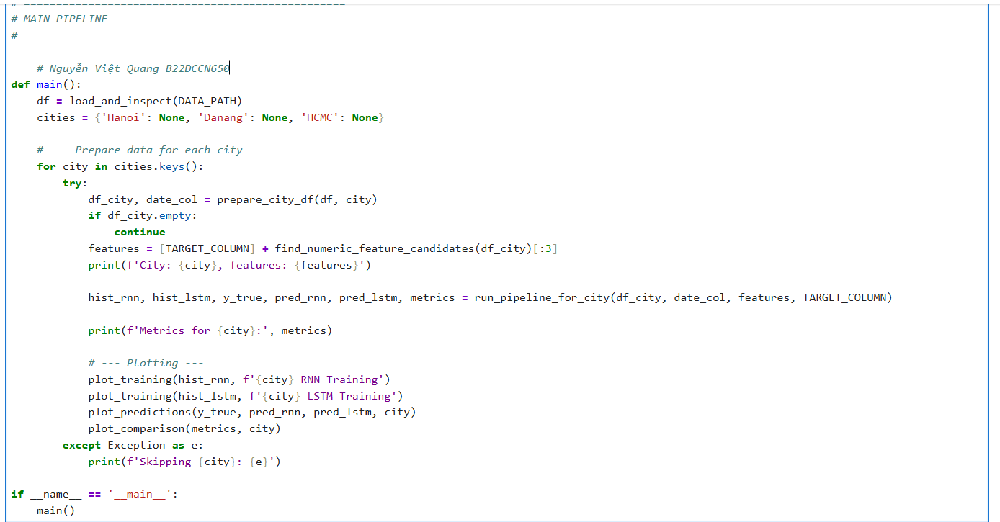 # ==================================================
# MAIN PIPELINE
# ==================================================
# Nguyễn Việt Quang B22DCCN650
def main():
df = load_and_inspect(DATA_PATH)
cities = {'Hanoi': None, 'Danang': None, 'HCMC': None}
# --- Prepare data for each city ---
for city in cities.keys():
try:
df_city, date_col = prepare_city_df(df, city)
if df_city.empty:
continue
features = [TARGET_COLUMN] + find_numeric_feature_candidates(df_city)[:3]
print(f'City: {city}, features: {features}')
hist_rnn, hist_lstm, y_true, pred_rnn, pred_lstm, metrics = run_pipeline_for_city(df_city, date_col, features, TARGET_COLUMN)
print(f'Metrics for {city}:', metrics)
# --- Plotting ---
plot_training(hist_rnn, f'{city} RNN Training')
plot_training(hist_lstm, f'{city} LSTM Training')
plot_predictions(y_true, pred_rnn, pred_lstm, city)
plot_comparison(metrics, city)
except Exception as e:
print(f'Skipping {city}: {e}')
if __name__ == '__main__':
main()